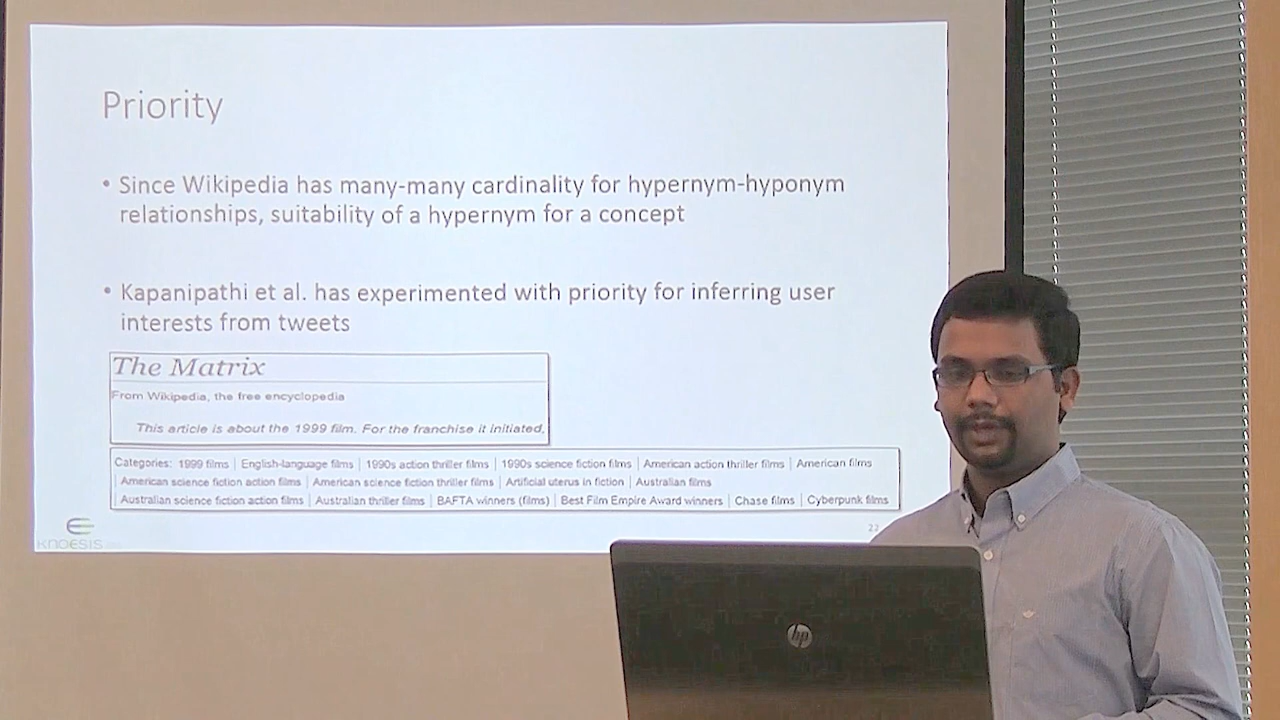 Priority
• Since Wikipedia has many-many cardinality for hypernym-hyponym
relationships, suitability of a hypernym for a concept
• Kapanipathi et al. has experimented with priority for inferring user
interests from tweets
The Matrix
From Wikipedia, the free encyclopedia
This article is about the 1999 film. For the franchise it initiated,
Categories: 1999 films | English-language films | 1990s action thriller films | 1990s science fiction films | American action thriller films | American films
American science fiction action films | American science fiction thriller films | Artificial uterus in fiction | Australian films
Australian science fiction action films | Australian thriller films | BAFTA winners (films) | Best Film Empire Award winners | Chase films | Cyberpunk films
22
KNOESIS
hp